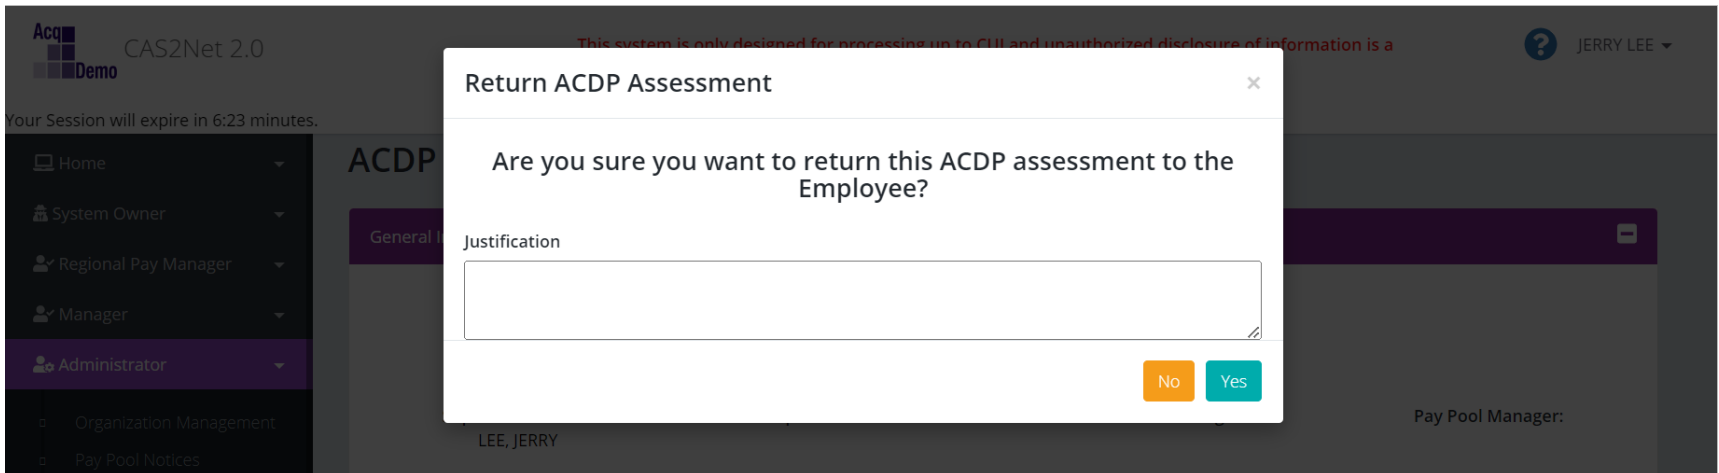 Acq
Demo
CAS2Net 2.0
This system is only designed for processing up to CUI and unauthorized disclosure of information is a
?
JERRY LEE
Your Session will expire in 6:23 minutes.
Return ACDP Assessment
×
Home
ACDP
Are you sure you want to return this ACDP assessment to the
Employee?
System Owner
General I
Justification
Regional Pay Manager
Manager
Administrator
No
Yes
Organization Management
Pay Pool Manager:
LEE, JERRY
Pay Pool Notices